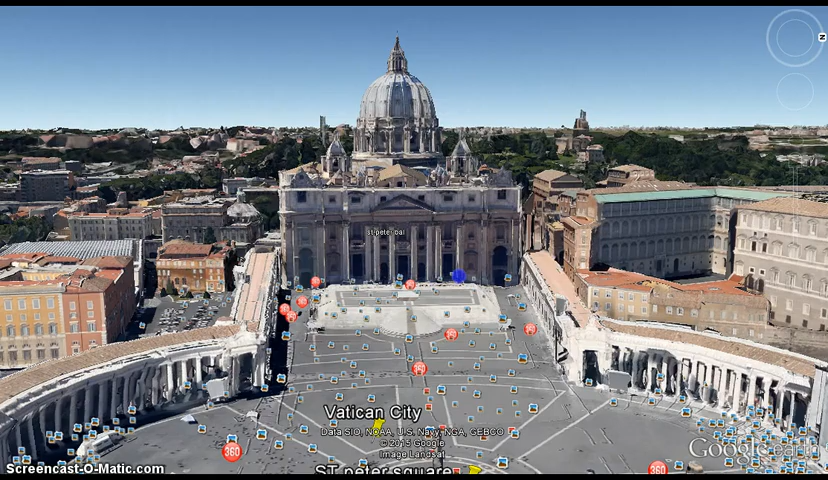 N
st peter bal
Vatican City
Data SIO, NOAA, U.S. Navy, NGA, GEBCO
© 2015 Google
Image Landsat
Google earth
360
360
ST peter square
Screencast-O-Matic.com